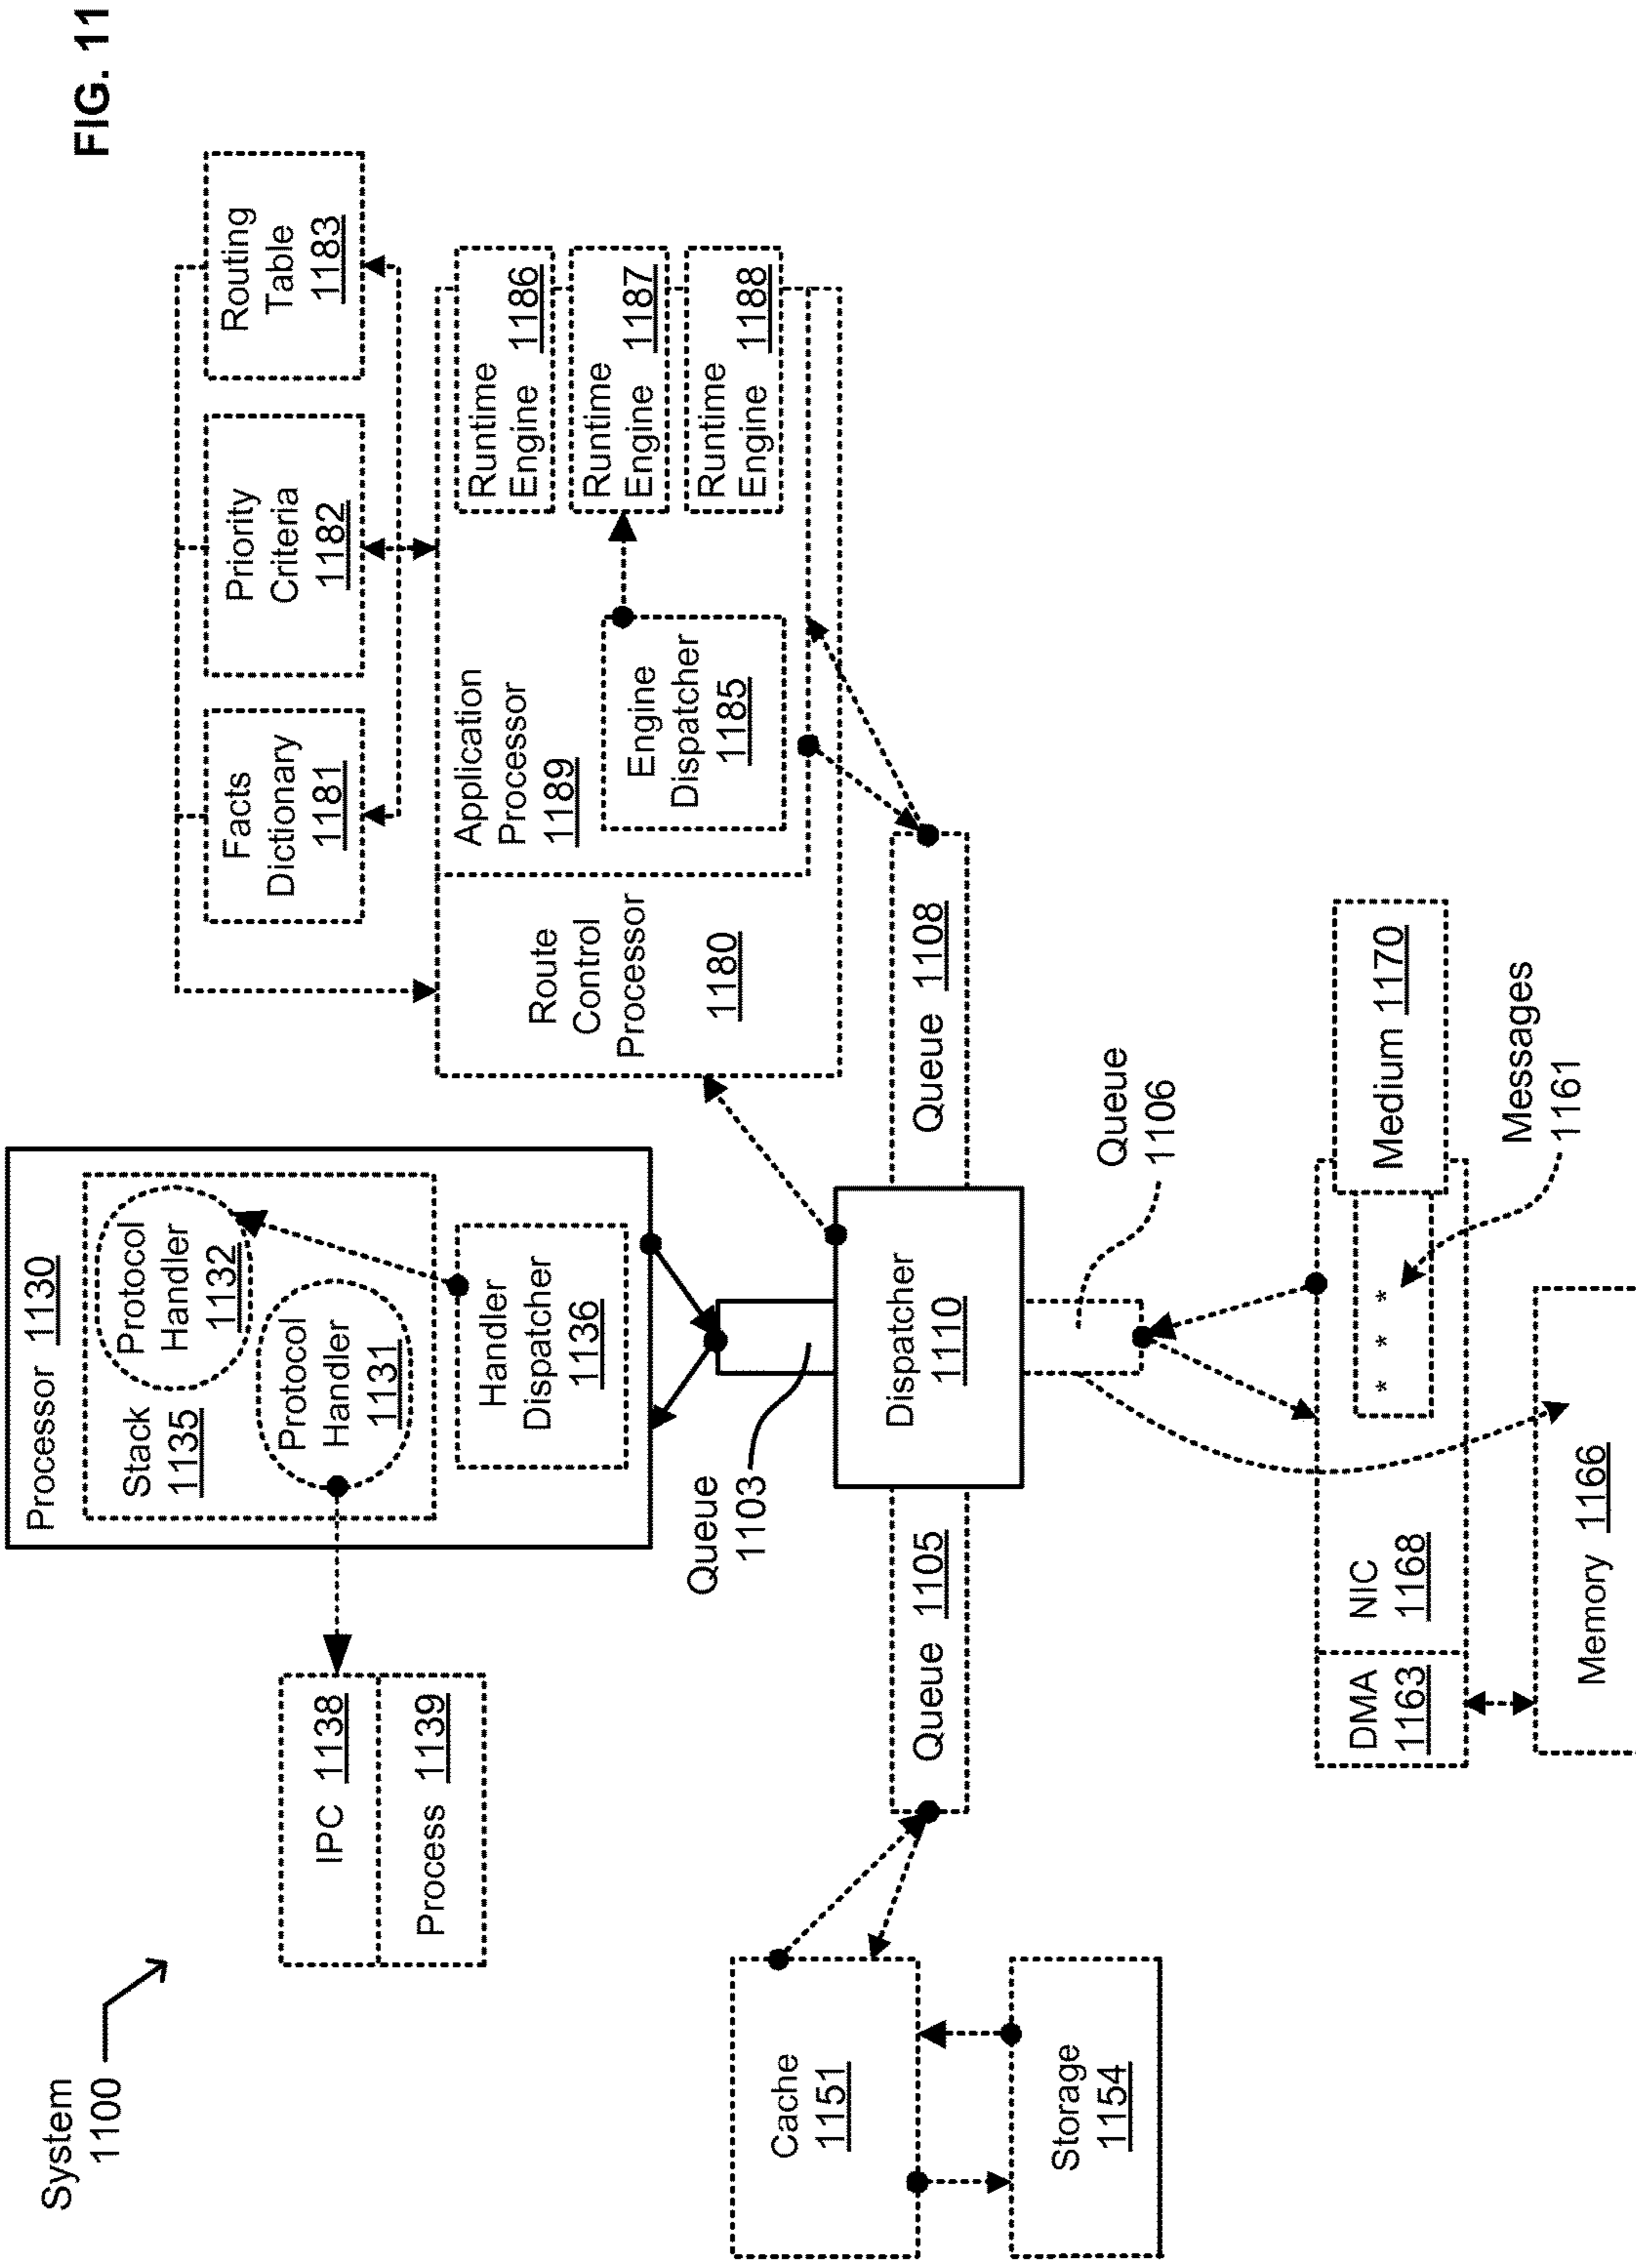 FIG. 11
System
1100
Processor 1130
Stack
1135
Protocol
Handler
1132
Protocol
Handler
1131
Handler
Dispatcher
1136
IPC 1138
Process 1139
Facts
Dictionary
1181
Priority
Criteria
1182
Routing
Table
1183
Route
Control
Processor
1180
Application
Processor
1189
Engine
Dispatcher
1185
Runtime
Engine 1186
Runtime
Engine 1187
Runtime
Engine 1188
Queue
1103
Cache
1151
Storage
1154
Queue 1105
Dispatcher
1110
Queue 1108
Queue
1106
DMA
1163
NIC
1168
* * *
Medium 1170
Messages
1161
Memory 1166